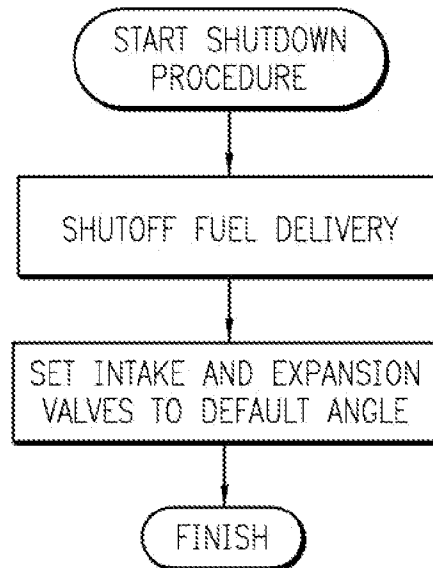 START SHUTDOWN
PROCEDURE
SHUTOFF FUEL DELIVERY
SET INTAKE AND EXPANSION
VALVES TO DEFAULT ANGLE
FINISH